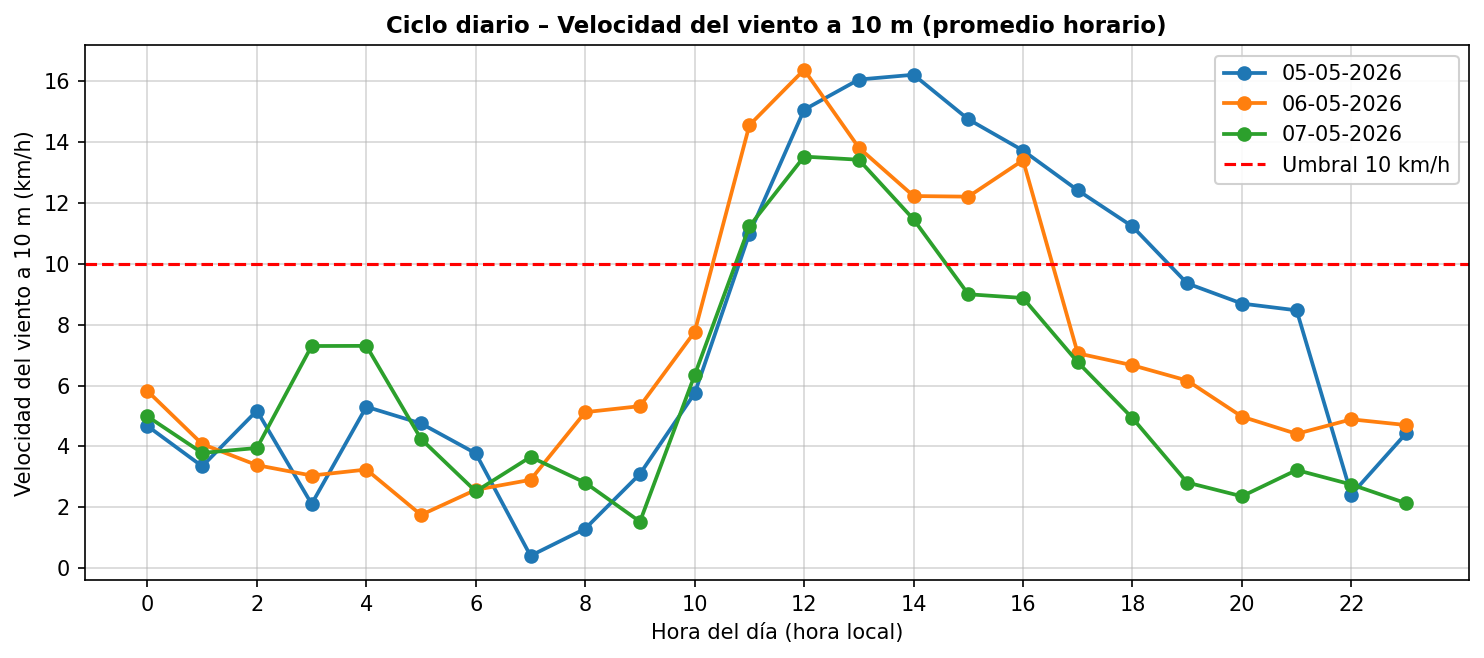 Ciclo diario – Velocidad del viento a 10 m (promedio horario)
Velocidad del viento a 10 m (km/h)
16
14
12
10
8
6
4
2
0
05-05-2026
06-05-2026
07-05-2026
Umbral 10 km/h
0 2 4 6 8 10 12 14 16 18 20 22
Hora del día (hora local)